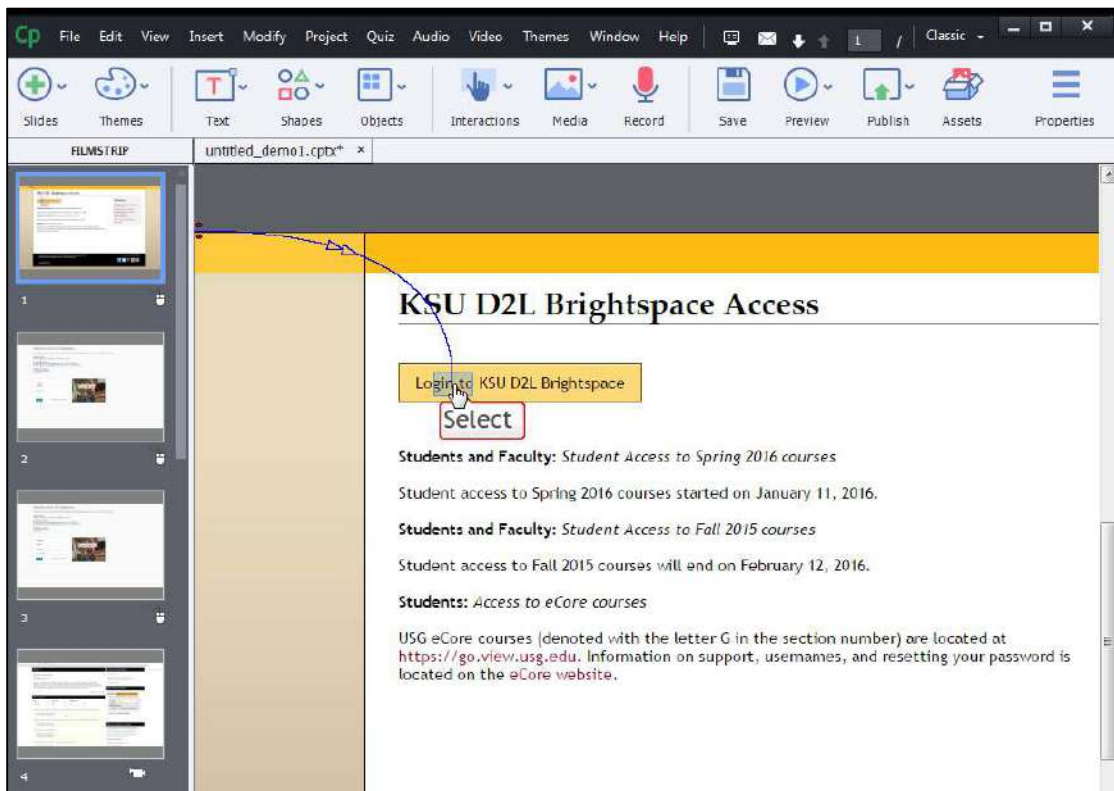 Cp File Edit View Insert Modify Project Quiz Audio Video Themes Window Help 1 / Classic
Slides Themes Text Shapes Objects Interactions Media Record Save Preview Publish Assets Properties
FILMSTRIP untitled_demo1.cptx* ×
1
2
3
4
KSU D2L Brightspace Access
Login to KSU D2L Brightspace
Select
Students and Faculty: Student Access to Spring 2016 courses
Student access to Spring 2016 courses started on January 11, 2016.
Students and Faculty: Student Access to Fall 2015 courses
Student access to Fall 2015 courses will end on February 12, 2016.
Students: Access to eCore courses
USG eCore courses (denoted with the letter G in the section number) are located at
https://go.view.usg.edu. Information on support, usernames, and resetting your password is
located on the eCore website.